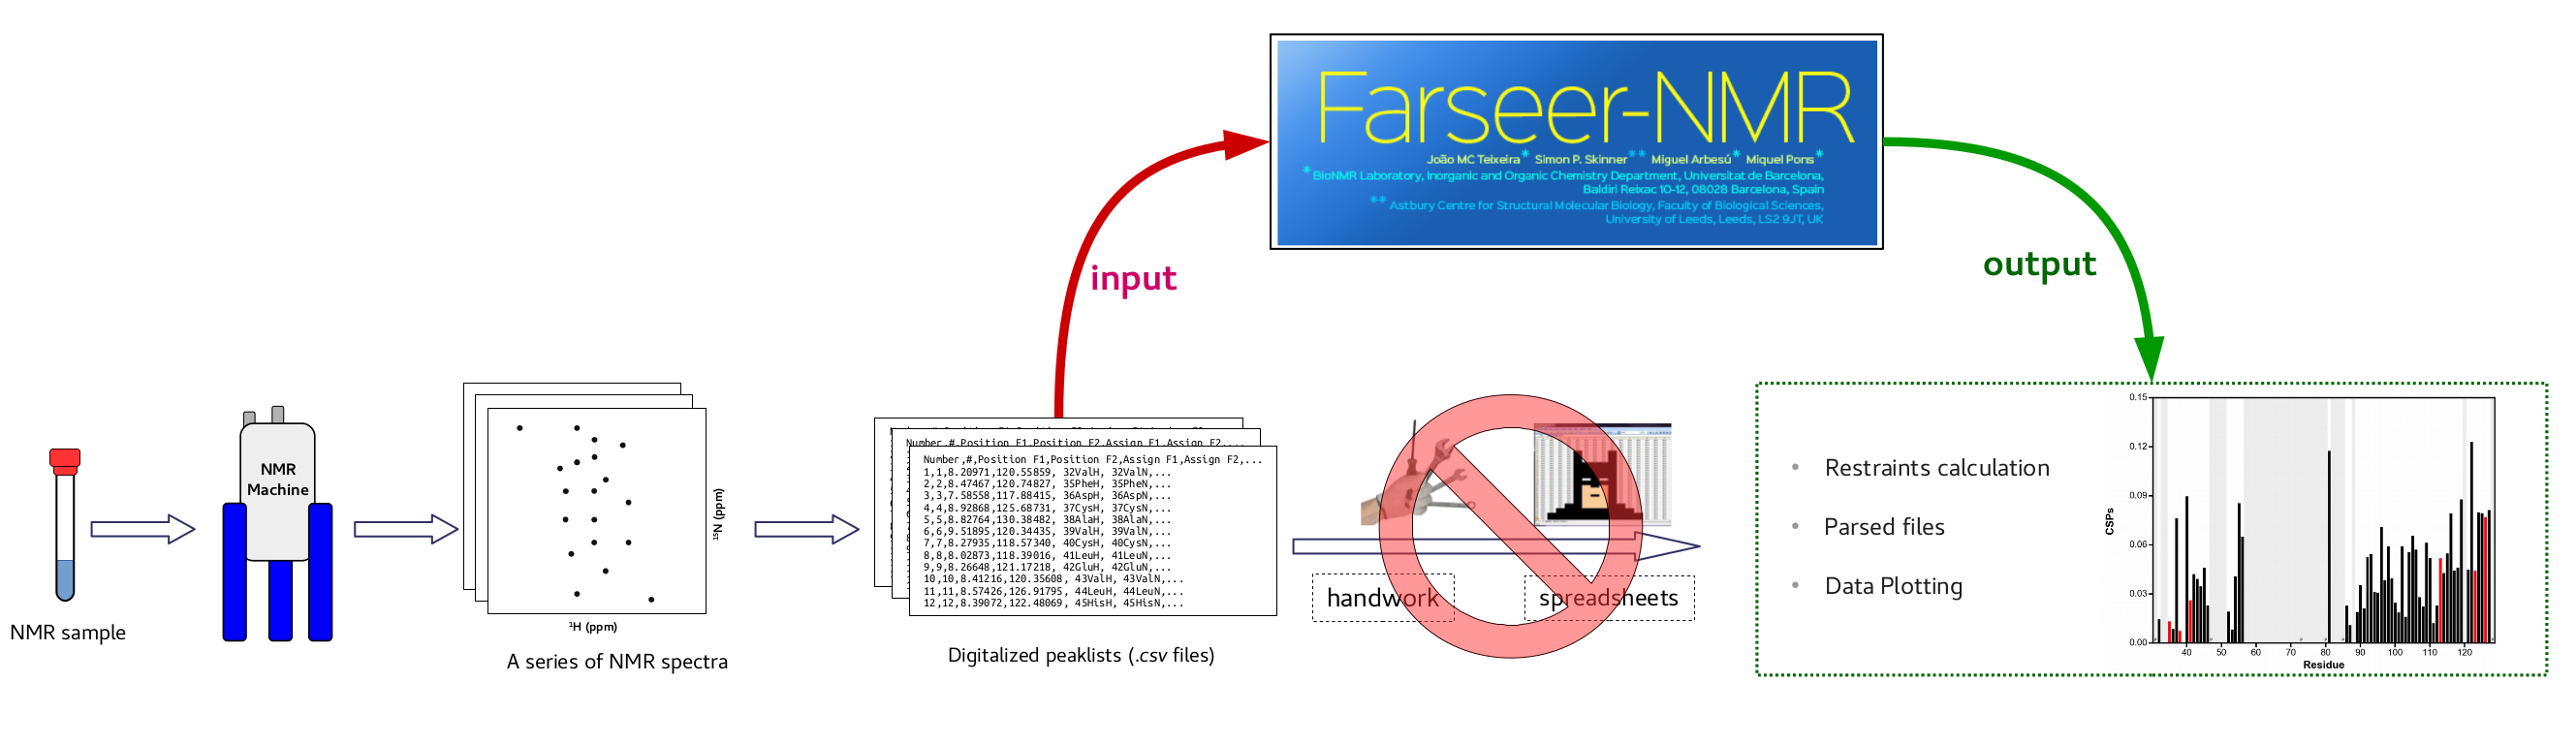 Farseer-NMR
João MC Teixeira* Simon P. Skinner** Miguel Arbesú* Miquel Pons*
* BioNMR Laboratory, Inorganic and Organic Chemistry Department, Universitat de Barcelona,
Baldiri Reixac 10-12, 08028 Barcelona, Spain
** Astbury Centre for Structural Molecular Biology, Faculty of Biological Sciences,
University of Leeds, Leeds, LS2 9JT, UK
input
output
NMR sample
NMR
Machine
¹⁵N (ppm)
¹H (ppm)
A series of NMR spectra
Number,#,Position F1,Position F2,Assign F1,Assign F2,...
Number,#,Position F1,Position F2,Assign F1,Assign F2,...
1,1,8.20971,120.55859, 32ValH, 32ValN,...
2,2,8.47467,120.74827, 35PheH, 35PheN,...
3,3,7.58558,117.88415, 36AspH, 36AspN,...
4,4,8.92868,125.68731, 37CysH, 37CysN,...
5,5,8.82764,130.38482, 38AlaH, 38AlaN,...
6,6,9.51895,120.34435, 39ValH, 39ValN,...
7,7,8.27935,118.57340, 40CysH, 40CysN,...
8,8,8.02873,118.39016, 41LeuH, 41LeuN,...
9,9,8.26648,121.17218, 42GluH, 42GluN,...
10,10,8.41216,120.35608, 43ValH, 43ValN,...
11,11,8.57426,126.91795, 44LeuH, 44LeuN,...
12,12,8.39072,122.48069, 45HisH, 45HisN,...
Digitalized peaklists (.csv files)
handwork
spreadsheets
• Restraints calculation
• Parsed files
• Data Plotting
CSPs
0.15
0.12
0.09
0.06
0.03
0.00
40 50 60 70 80 90 100 110 120
Residue